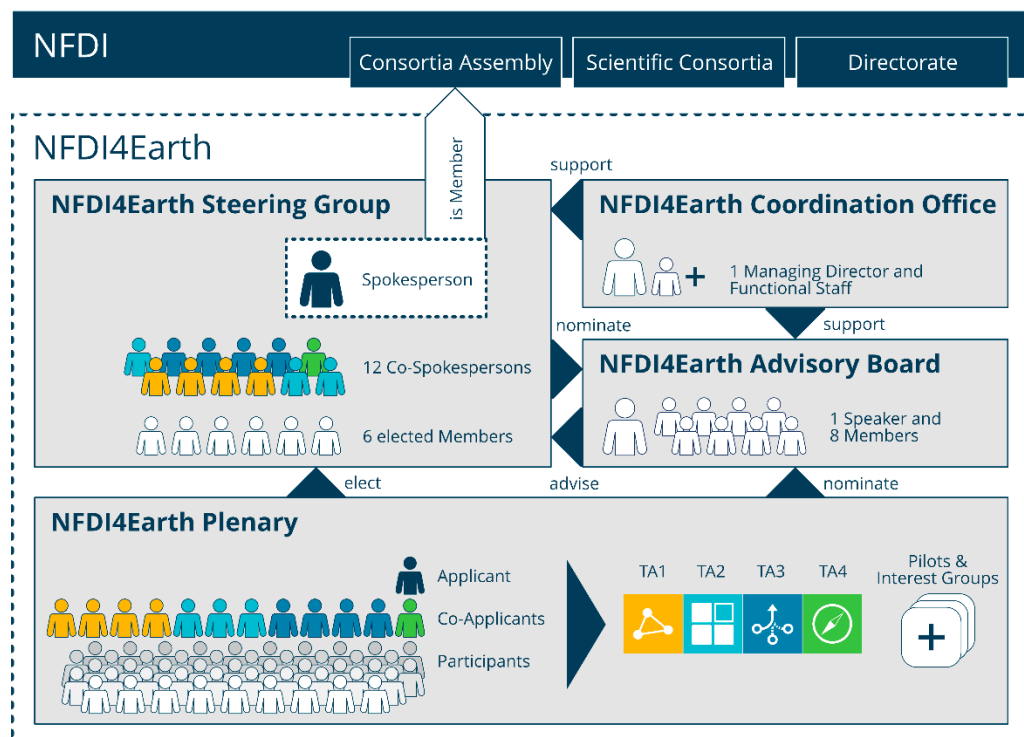 NFDI
Consortia Assembly
Scientific Consortia
Directorate
NFDI4Earth
is Member
support
NFDI4Earth Steering Group
Spokesperson
12 Co-Spokespersons
6 elected Members
NFDI4Earth Coordination Office
1 Managing Director and
Functional Staff
nominate
support
NFDI4Earth Advisory Board
1 Speaker and
8 Members
elect
advise
nominate
NFDI4Earth Plenary
Applicant
Co-Applicants
Participants
TA1
TA2
TA3
TA4
Pilots &
Interest Groups